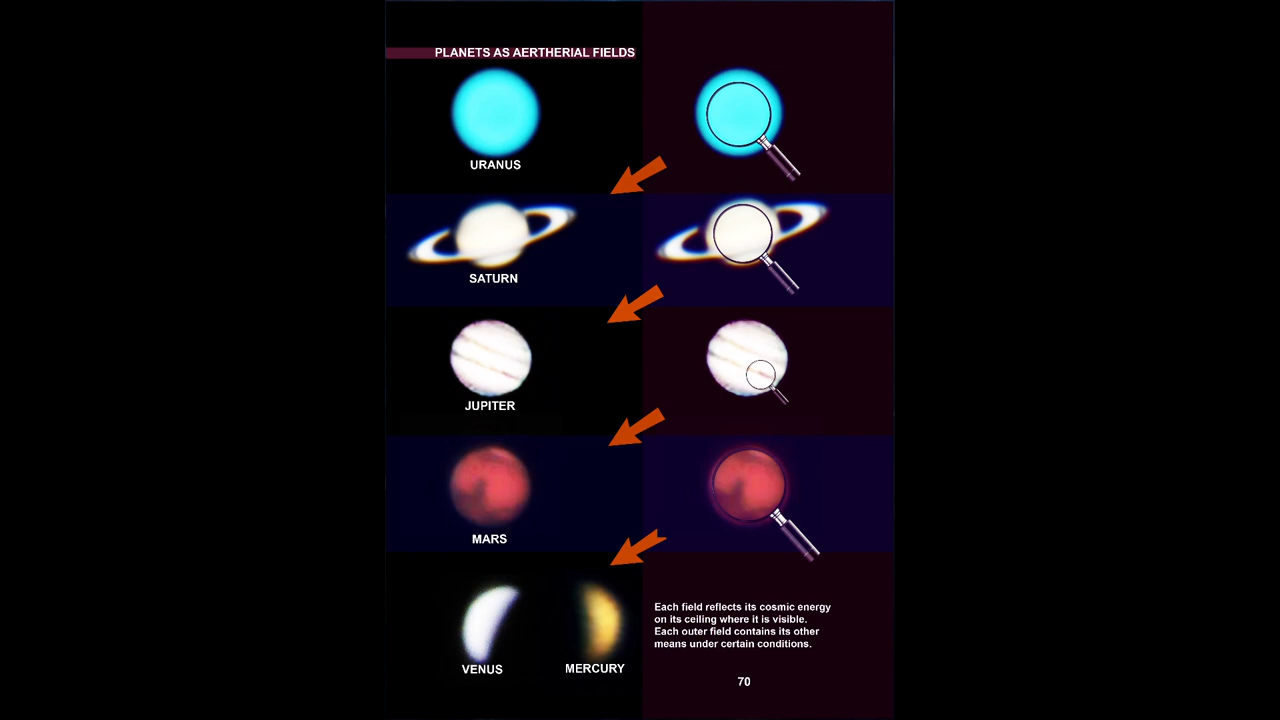 PLANETS AS AERTHERIAL FIELDS
URANUS
SATURN
JUPITER
MARS
VENUS
MERCURY
Each field reflects its cosmic energy
on its ceiling where it is visible.
Each outer field contains its other
means under certain conditions.
70